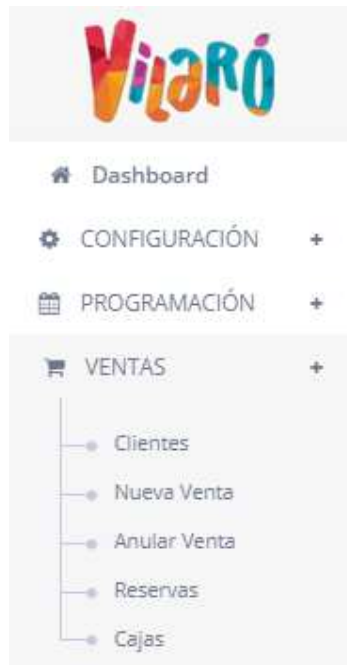 VilaRó
Dashboard
CONFIGURACIÓN +
PROGRAMACIÓN +
VENTAS +
Clientes
Nueva Venta
Anular Venta
Reservas
Cajas